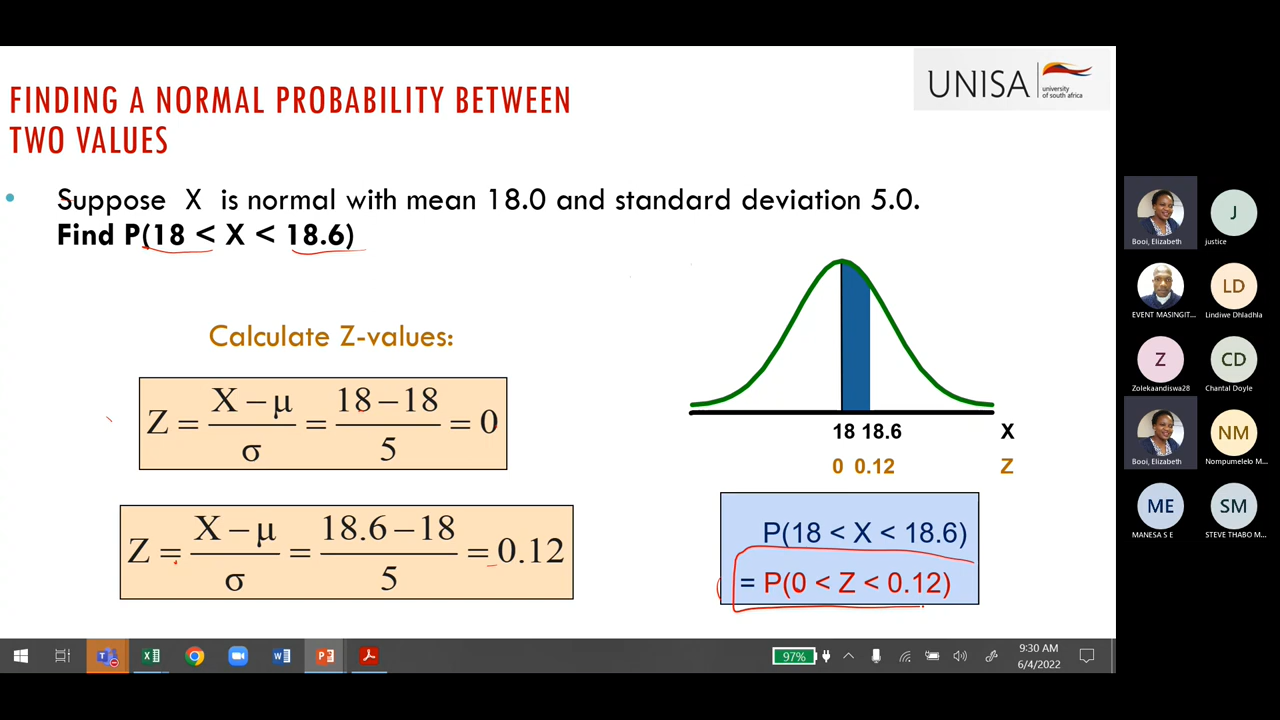 FINDING A NORMAL PROBABILITY BETWEEN
TWO VALUES
UNISA
university
of south africa
• Suppose X is normal with mean 18.0 and standard deviation 5.0.
Find P(18 < X < 18.6)
Calculate Z-values:
Z = (X − μ)/σ = (18 − 18)/5 = 0
Z = (X − μ)/σ = (18.6 − 18)/5 = 0.12
18 18.6 X
0 0.12 Z
P(18 < X < 18.6)
= P(0 < Z < 0.12)
Booi, Elizabeth
J
justice
EVENT MASINGIT...
LD
Lindiwe Dhladhla
Z
Zolekaandiswa28
CD
Chantal Doyle
Booi, Elizabeth
NM
Nompumelelo M...
ME
MANESA S E
SM
STEVE THABO M...
97%
9:30 AM
6/4/2022